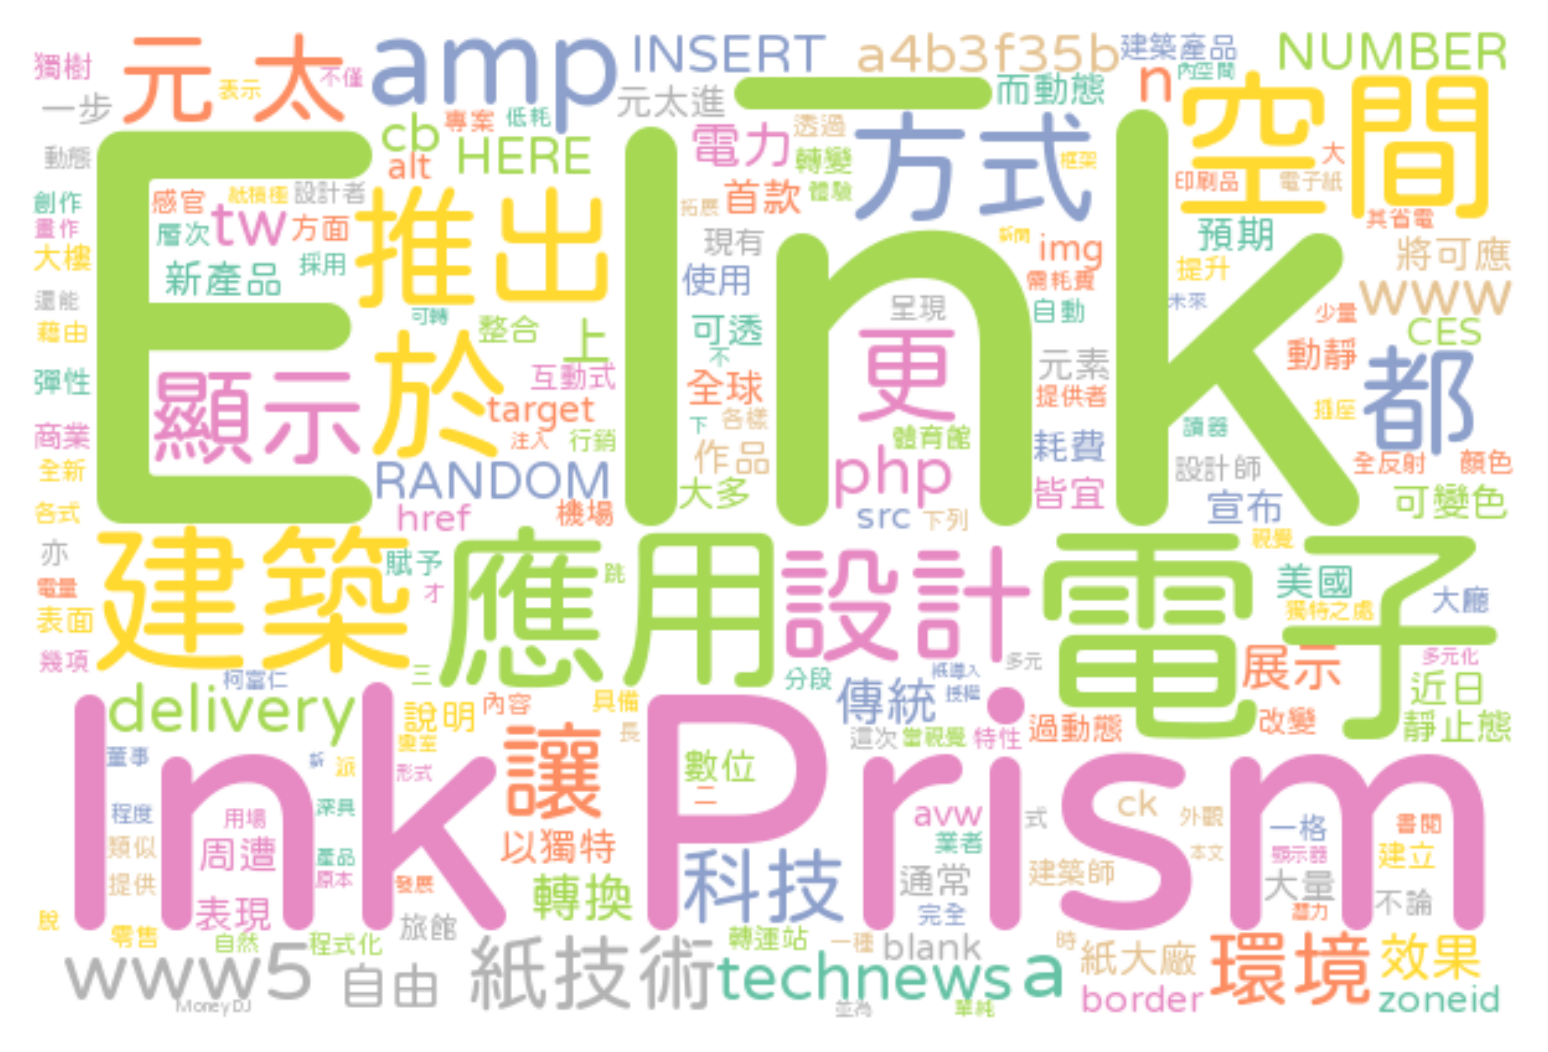 獨樹 元太 表示 不僅 amp INSERT a4b3f35b 建築產品 NUMBER
一步 元太進 而動態 n 內空間 空間
動態 cb 專案 低耗 電力 透過 方式 框架 大
alt HERE 轉變 印刷品 電子紙
創作 感官 紙積極 設計者 推出 首款 體驗 其省電
畫作 層次 tw 方面 拓展 新聞 預期
大樓 新產品 採用 現有 img 提升 將可應
E Ink
還能 使用 需耗費 未來 www
藉由 可轉 整合 上 可透 呈現 自動 少量 CES
彈性 顯示 於 互動式 不 全球 更 元素 動靜 都
商業 target 下 各樣 提供者 插座
注入 行銷 作品 體育館 耗費 讀器
全新 RANDOM 大多 php 皆宜 設計師 全反射 顏色
各式 href 機場 src 下列 宣布 可變色
亦 建築 賦予 應用 設計 電子 視覺
電量 才 跳 美國 獨特之處 大廳
表面
幾項 柯富仁 三 分段 紙導入 多元 展示 多元化
delivery 說明 內容 具備 傳統 授權 近日
長 這次 當視覺 特性 過動態 改變 靜止態
Ink Prism
董事 新 派 形式 讓 數位
程度 用場 深具 二 avw 式 ck 外觀 一格 書閱
類似 周遭 產品 以獨特 業者 本文 顯示器 建立
提供 原本 發展 轉換 科技 通常 建築師 大量 不論
脫 表現 旅館 完全 潛力
零售 自然 程式化 轉運站 一種 blank 時 紙大廠 環境 效果
www5 自由 紙技術 technews a border zoneid
MoneyDJ 並為 單純